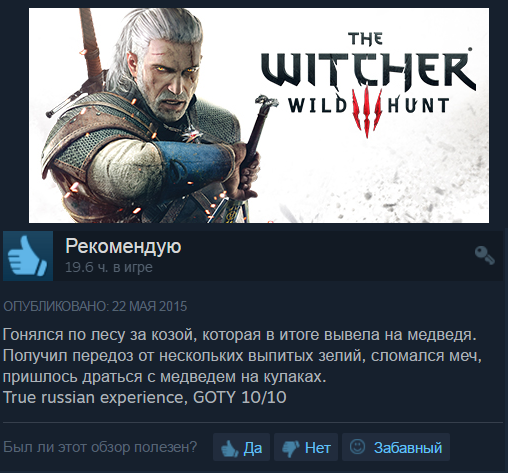 THE
WITCHER
WILD HUNT
Рекомендую
19.6 ч. в игре
ОПУБЛИКОВАНО: 22 МАЯ 2015
Гонялся по лесу за козой, которая в итоге вывела на медведя.
Получил передоз от нескольких выпитых зелий, сломался меч,
пришлось драться с медведем на кулаках.
True russian experience, GOTY 10/10
Был ли этот обзор полезен? Да Нет Забавный